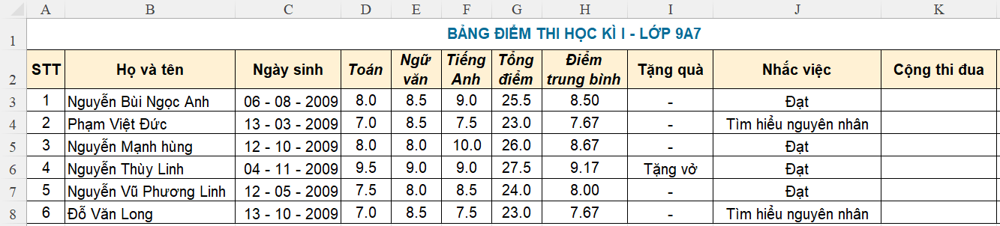 A B C D E F G H I J K
1 BẢNG ĐIỂM THI HỌC KÌ I - LỚP 9A7
2 STT Họ và tên Ngày sinh Toán Ngữ văn Tiếng Anh Tổng điểm Điểm trung bình Tặng quà Nhắc việc Cộng thi đua
3 1 Nguyễn Bùi Ngọc Anh 06 - 08 - 2009 8.0 8.5 9.0 25.5 8.50 - Đạt
4 2 Phạm Việt Đức 13 - 03 - 2009 7.0 8.5 7.5 23.0 7.67 - Tìm hiểu nguyên nhân
5 3 Nguyễn Mạnh hùng 12 - 10 - 2009 8.0 8.0 10.0 26.0 8.67 - Đạt
6 4 Nguyễn Thùy Linh 04 - 11 - 2009 9.5 9.0 9.0 27.5 9.17 Tặng vở Đạt
7 5 Nguyễn Vũ Phương Linh 12 - 05 - 2009 7.5 8.0 8.5 24.0 8.00 - Đạt
8 6 Đỗ Văn Long 13 - 10 - 2009 7.0 8.5 7.5 23.0 7.67 - Tìm hiểu nguyên nhân